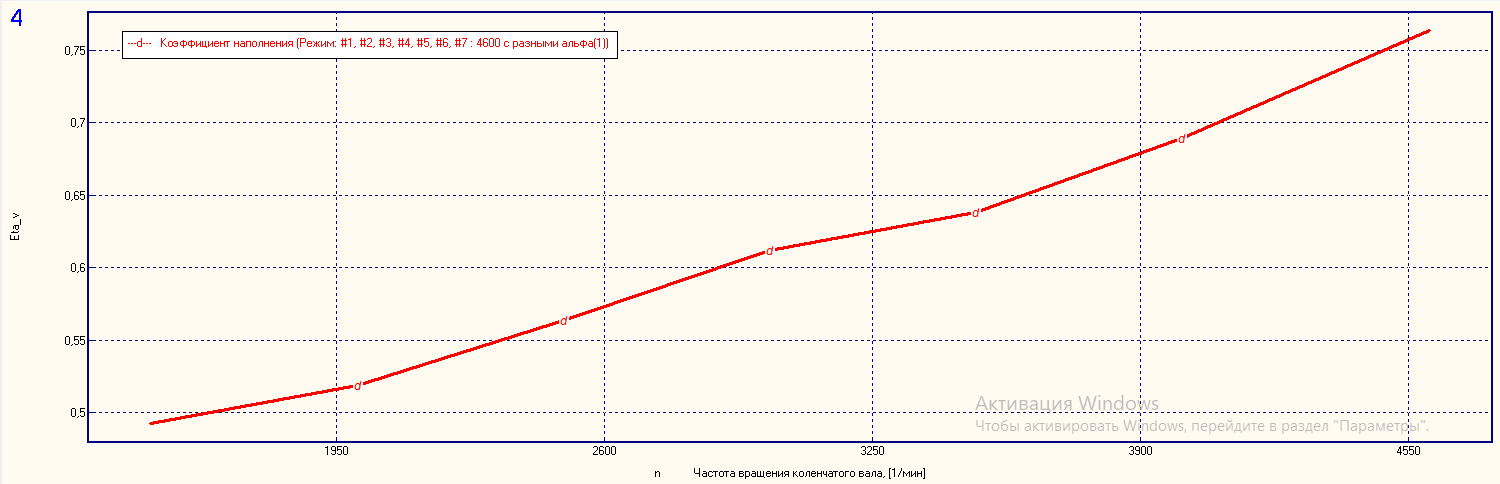 4
---d--- Коэффициент наполнения (Режим: #1, #2, #3, #4, #5, #6, #7 : 4600 с разными альфа(1))
0,75
0,7
0,65
0,6
0,55
0,5
Eta_v
d
d
d
d
d
Активация Windows
Чтобы активировать Windows, перейдите в раздел "Параметры".
1950 2600 3250 3900 4550
n Частота вращения коленчатого вала, [1/мин]